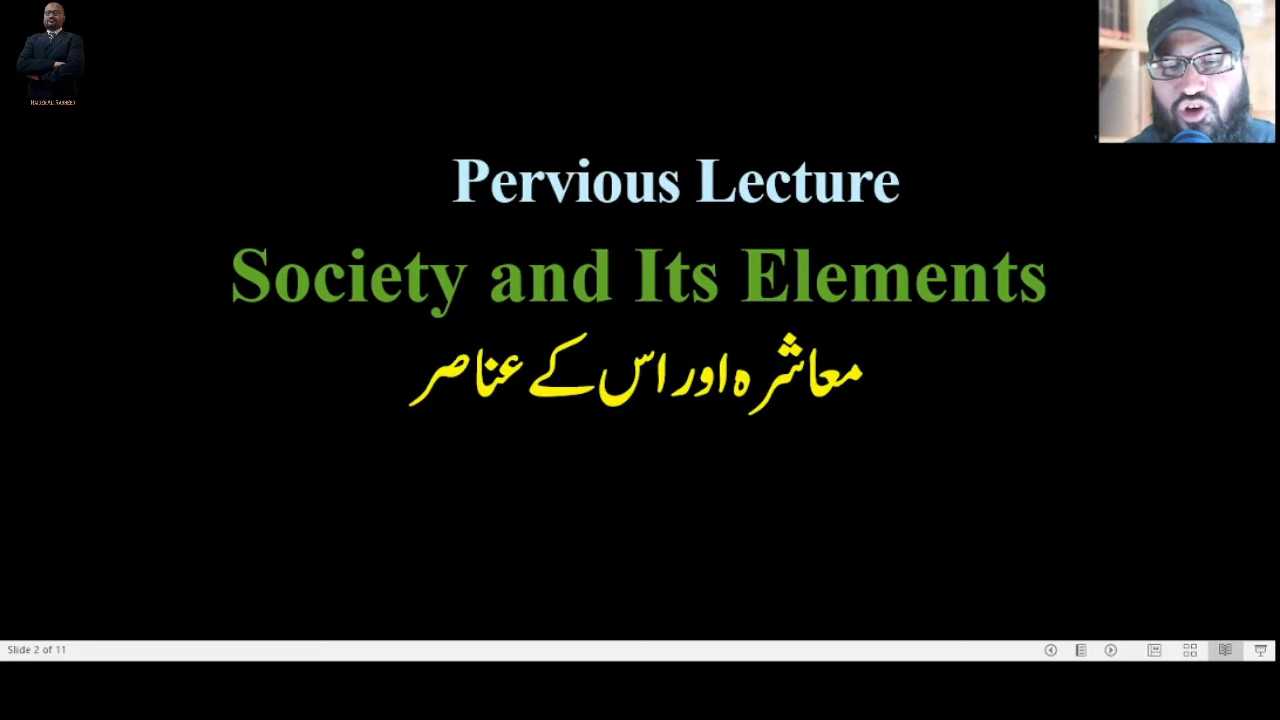 Pervious Lecture
Society and Its Elements
معاشرہ اور اس کے عناصر
Slide 2 of 11